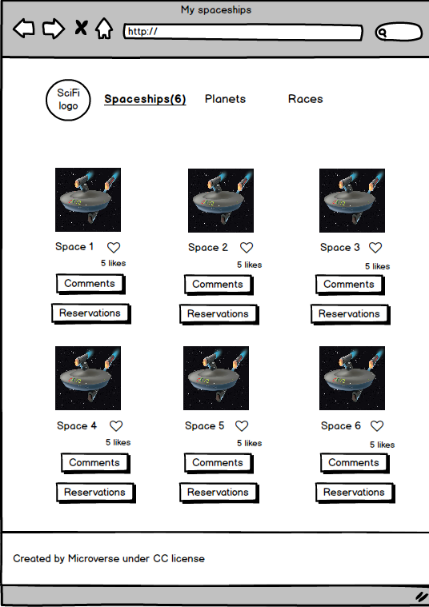 My spaceships
http://
SciFi
logo
Spaceships(6) Planets Races
Space 1 Space 2 Space 3
5 likes 5 likes 5 likes
Comments Comments Comments
Reservations Reservations Reservations
Space 4 Space 5 Space 6
5 likes 5 likes 5 likes
Comments Comments Comments
Reservations Reservations Reservations
Created by Microverse under CC license